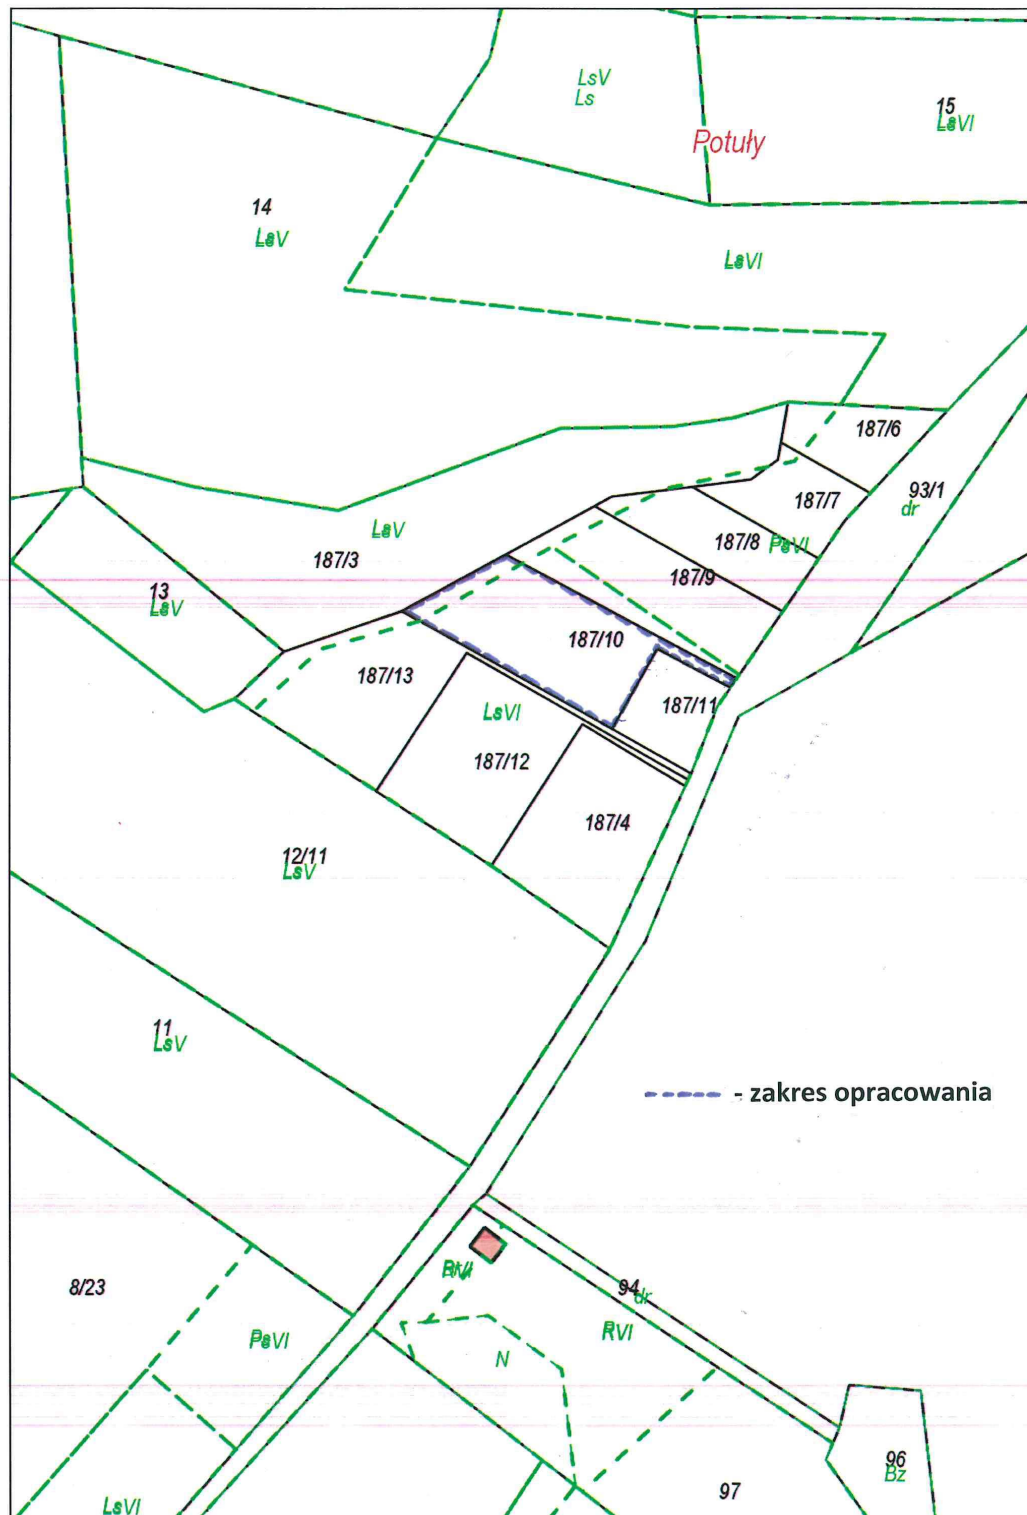 LsV
Ls
15
LsVI
Potuły
14
LsV
LsVI
187/6
93/1
dr
187/7
187/8
PsVI
LsV
187/3
187/9
13
LsV
187/10
187/13
187/11
LsVI
187/12
187/4
12/11
LsV
11
LsV
- zakres opracowania
8/23
94
dr
PsVI
RVI
N
96
Bz
97
LsVI